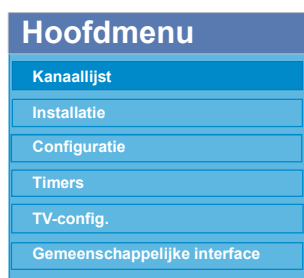 Hoofdmenu
Kanaallijst
Installatie
Configuratie
Timers
TV-config.
Gemeenschappelijke interface